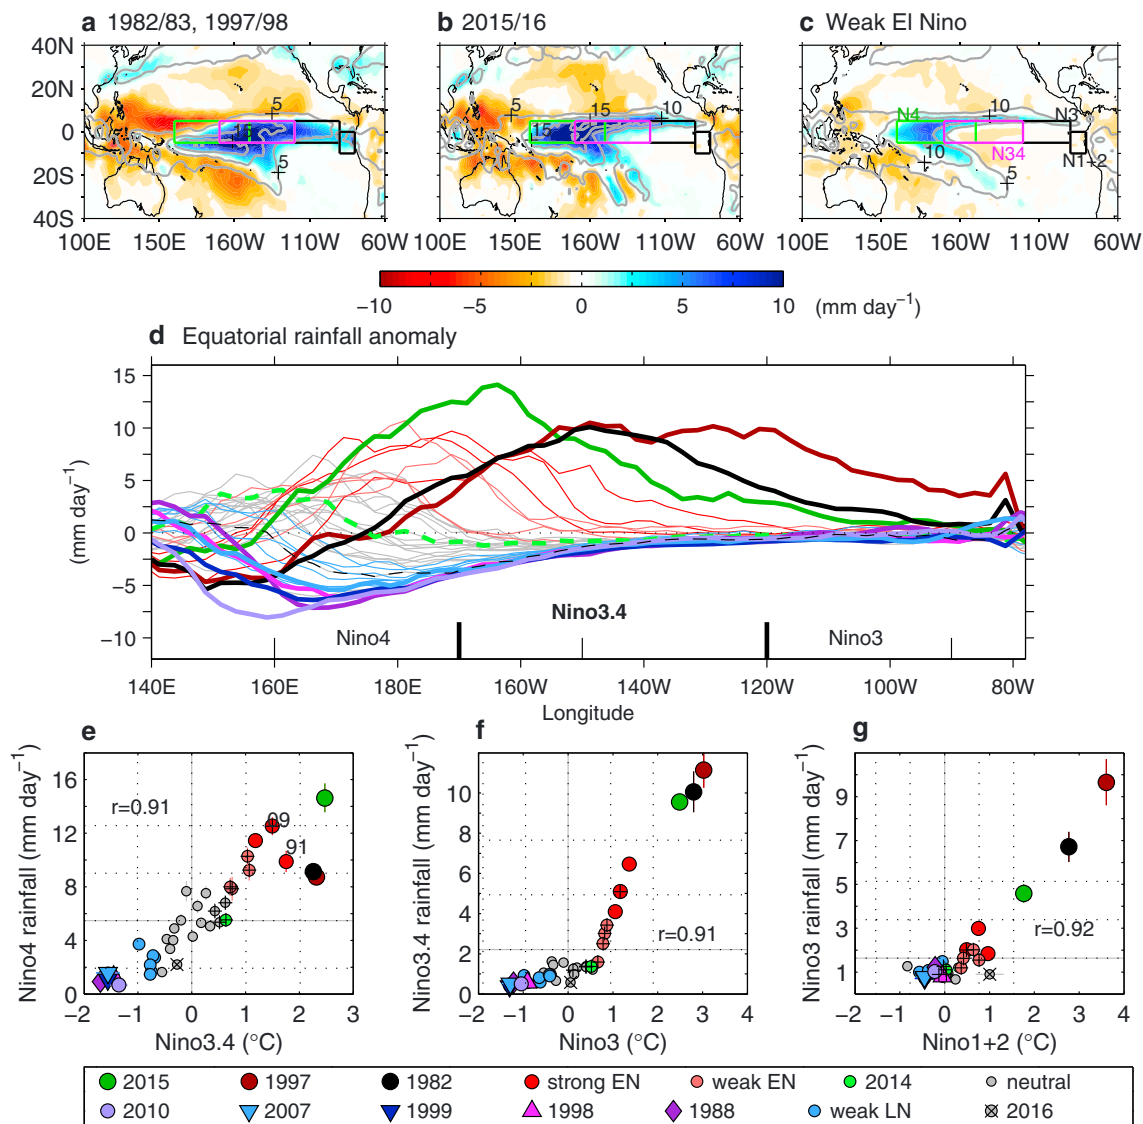 a 1982/83, 1997/98
b 2015/16
c Weak El Nino
40N
20N
0
20S
40S
5
15
5
5
15
10
15
N4
10
N3
N34
10
5
N1+2
100E 150E 160W 110W 60W
100E 150E 160W 110W 60W
100E 150E 160W 110W 60W
−10 −5 0 5 10 (mm day−1)
d Equatorial rainfall anomaly
(mm day−1)
15
10
5
0
−5
−10
Nino4
Nino3.4
Nino3
140E 160E 180E 160W 140W 120W 100W 80W
Longitude
e
Nino4 rainfall (mm day−1)
16
12
8
4
0
r=0.91
09
91
−2 −1 0 1 2 3
Nino3.4 (°C)
f
Nino3.4 rainfall (mm day−1)
10
8
6
4
2
0
r=0.91
−2 −1 0 1 2 3 4
Nino3 (°C)
g
Nino3 rainfall (mm day−1)
9
7
5
3
1
r=0.92
−2 −1 0 1 2 3 4
Nino1+2 (°C)
2015 1997 1982 strong EN weak EN 2014 neutral
2010 2007 1999 1998 1988 weak LN 2016